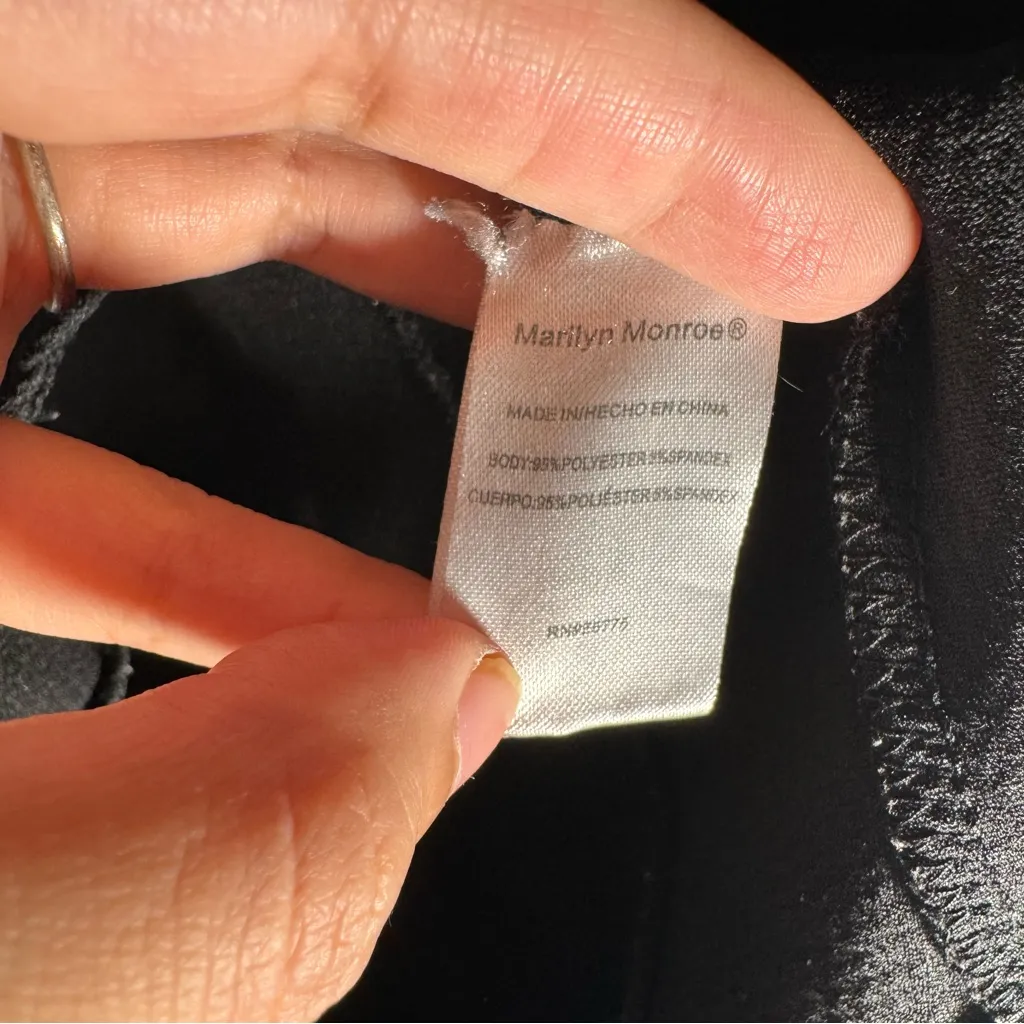 Marilyn Monroe®
MADE IN/HECHO EN CHINA
BODY:95%POLYESTER 5%SPANDEX
CUERPO:95%POLIÉSTER 5%SPANDEX